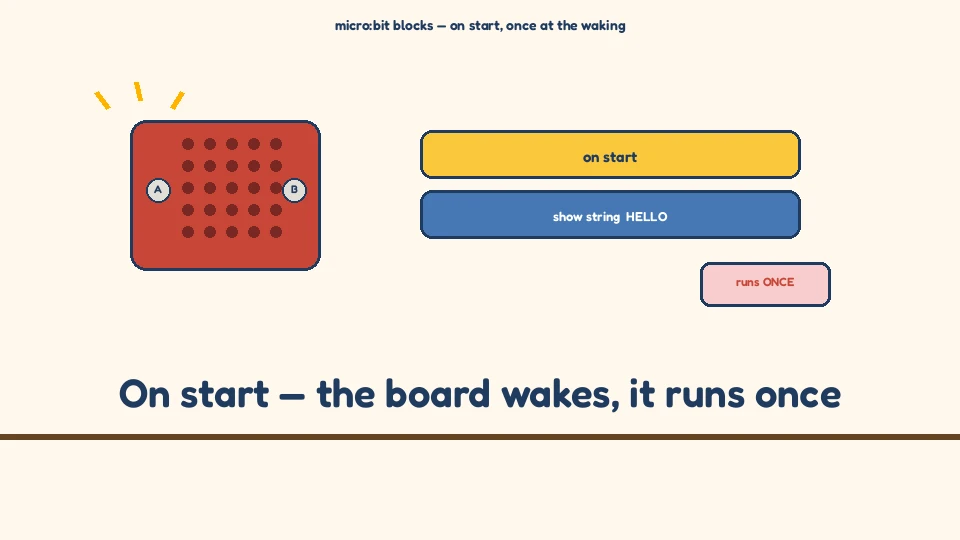 micro:bit blocks — on start, once at the waking
on start
A
B
show string HELLO
runs ONCE
On start — the board wakes, it runs once